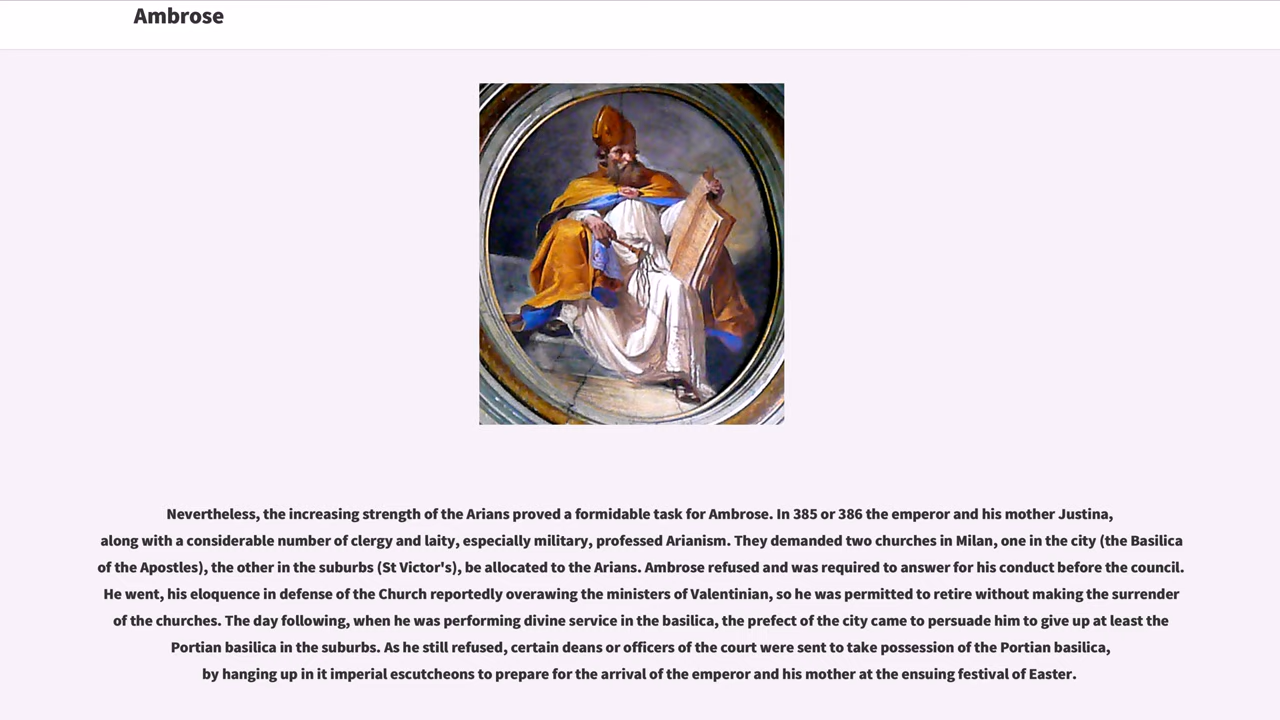 Ambrose
Nevertheless, the increasing strength of the Arians proved a formidable task for Ambrose. In 385 or 386 the emperor and his mother Justina,
along with a considerable number of clergy and laity, especially military, professed Arianism. They demanded two churches in Milan, one in the city (the Basilica
of the Apostles), the other in the suburbs (St Victor's), be allocated to the Arians. Ambrose refused and was required to answer for his conduct before the council.
He went, his eloquence in defense of the Church reportedly overawing the ministers of Valentinian, so he was permitted to retire without making the surrender
of the churches. The day following, when he was performing divine service in the basilica, the prefect of the city came to persuade him to give up at least the
Portian basilica in the suburbs. As he still refused, certain deans or officers of the court were sent to take possession of the Portian basilica,
by hanging up in it imperial escutcheons to prepare for the arrival of the emperor and his mother at the ensuing festival of Easter.